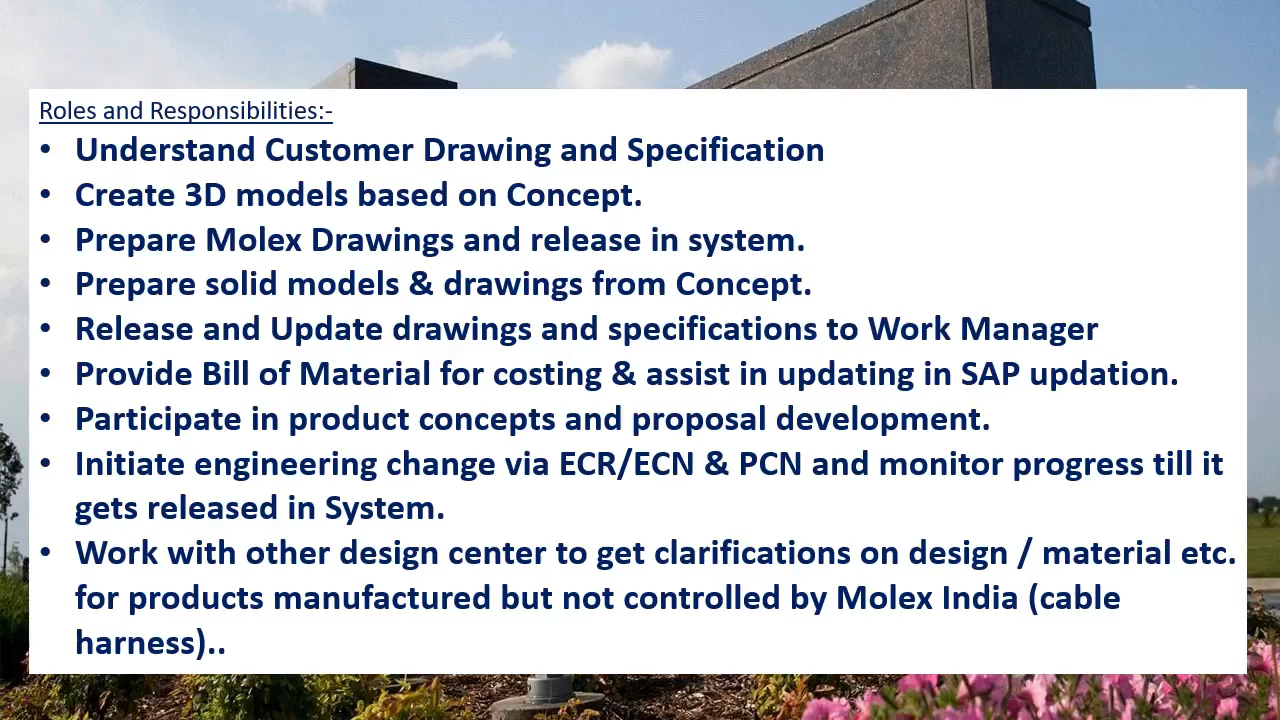 Roles and Responsibilities:-
• Understand Customer Drawing and Specification
• Create 3D models based on Concept.
• Prepare Molex Drawings and release in system.
• Prepare solid models & drawings from Concept.
• Release and Update drawings and specifications to Work Manager
• Provide Bill of Material for costing & assist in updating in SAP updation.
• Participate in product concepts and proposal development.
• Initiate engineering change via ECR/ECN & PCN and monitor progress till it
gets released in System.
• Work with other design center to get clarifications on design / material etc.
for products manufactured but not controlled by Molex India (cable
harness)..